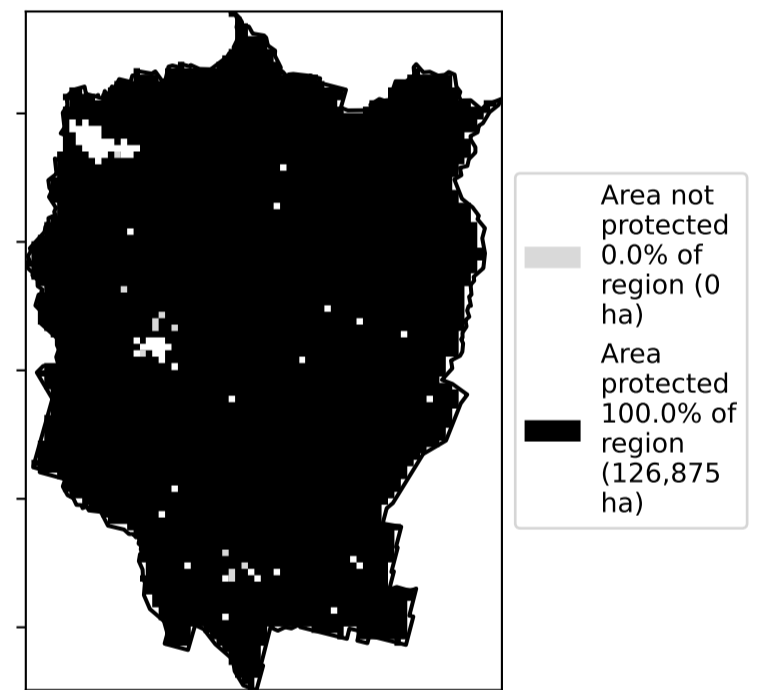 Area not
protected
0.0% of
region (0
ha)
Area
protected
100.0% of
region
(126,875
ha)